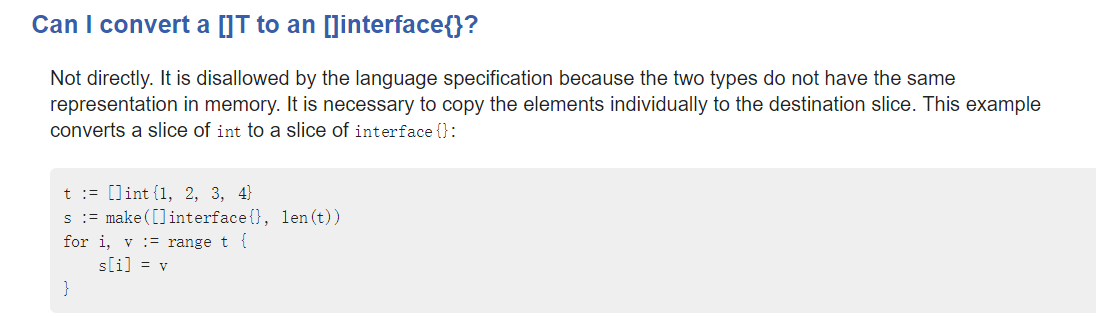 Can I convert a []T to an []interface{}?
Not directly. It is disallowed by the language specification because the two types do not have the same
representation in memory. It is necessary to copy the elements individually to the destination slice. This example
converts a slice of int to a slice of interface{}:
t := []int{1, 2, 3, 4}
s := make([]interface{}, len(t))
for i, v := range t {
    s[i] = v
}